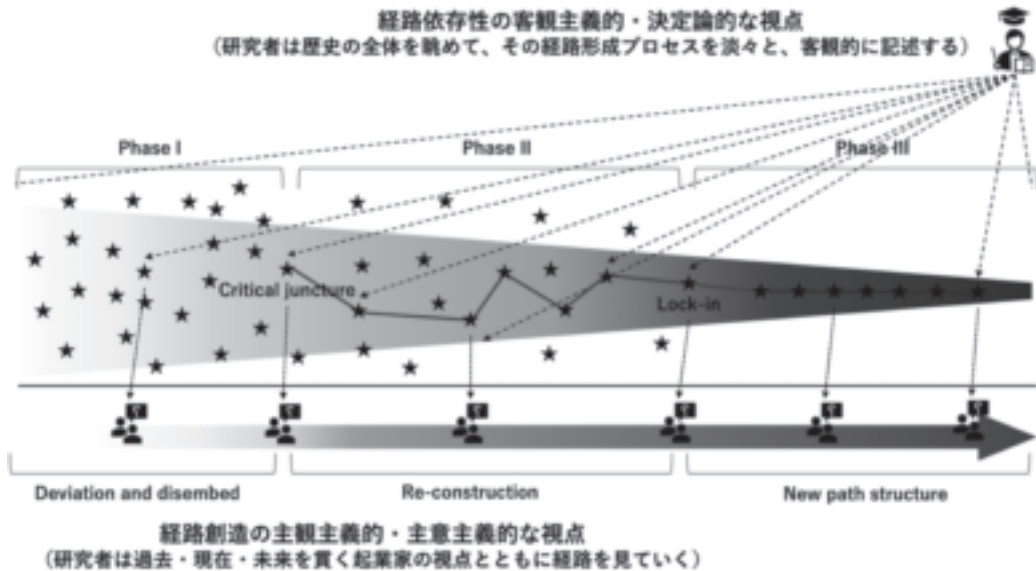 経路依存性の客観主義的・決定論的な視点
（研究者は歴史の全体を眺めて、その経路形成プロセスを淡々と、客観的に記述する）
Phase I
Phase II
Phase III
Critical juncture
Lock-in
Deviation and disembed
Re-construction
New path structure
経路創造の主観主義的・主意主義的な視点
（研究者は過去・現在・未来を貫く起業家の視点とともに経路を見ていく）